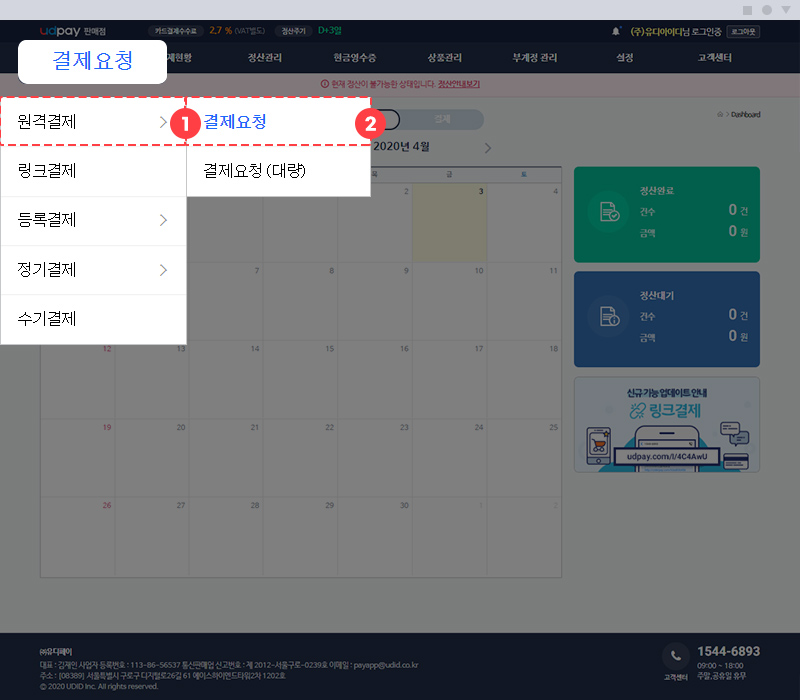 udpay 판매점 카드결제수수료 2.7 % (VAT별도) 정산주기 D+3일 (주)유디아이디님 로그인중 로그아웃
결제요청 제현황 정산관리 현금영수증 상품관리 부계정 관리 설정 고객센터
현재 정산이 불가능한 상태입니다. 정산안내보기
원격결제 1 결제요청 2
링크결제 결제요청 (대량)
등록결제
정기결제
수기결제
Dashboard
2020년 4월
목 금 토
2 3 4
7 8 9 10 11
12 13 14 15 16 17 18
19 20 21 22 23 24 25
26 27 28 29 30 1 2
정산완료
건수 0 건
금액 0 원
정산대기
건수 0 건
금액 0 원
신규 기능 업데이트 안내
링크결제
udpay.com/l/4C4AwU
㈜유디페이
대표 : 김재인 사업자 등록번호 : 113-86-56537 통신판매업 신고번호 : 제 2012-서울구로-0239호 이메일 : payapp@udid.co.kr
주소 : [08389] 서울특별시 구로구 디지털로26길 61 에이스하이엔드타워2차 1202호
© 2020 UDID Inc. All rights reserved.
고객센터
1544-6893
09:00 ~ 18:00
주말,공휴일 휴무